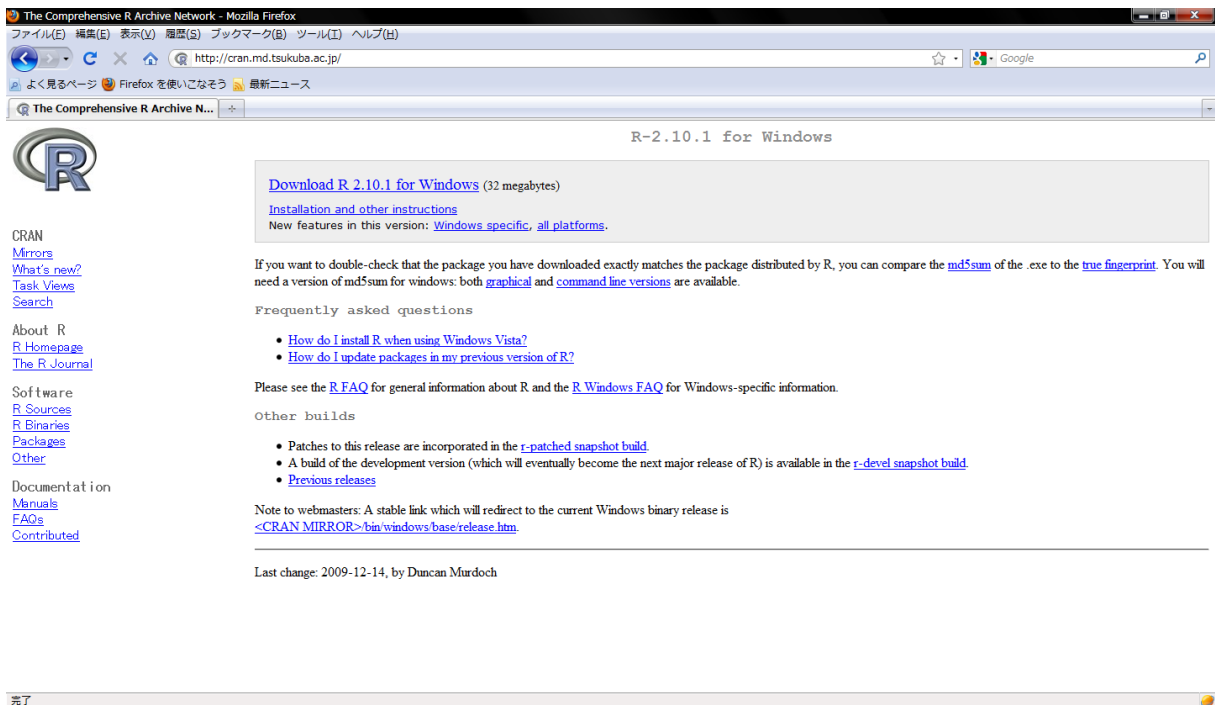 The Comprehensive R Archive Network - Mozilla Firefox
ファイル(F) 編集(E) 表示(V) 履歴(S) ブックマーク(B) ツール(T) ヘルプ(H)
http://cran.md.tsukuba.ac.jp/
Google
よく見るページ Firefox を使いこなそう 最新ニュース
The Comprehensive R Archive N...
R
CRAN
Mirrors
What's new?
Task Views
Search
About R
R Homepage
The R Journal
Software
R Sources
R Binaries
Packages
Other
Documentation
Manuals
FAQs
Contributed
R-2.10.1 for Windows
Download R 2.10.1 for Windows (32 megabytes)
Installation and other instructions
New features in this version: Windows specific, all platforms.
If you want to double-check that the package you have downloaded exactly matches the package distributed by R, you can compare the md5sum of the .exe to the true fingerprint. You will
need a version of md5sum for windows: both graphical and command line versions are available.
Frequently asked questions
• How do I install R when using Windows Vista?
• How do I update packages in my previous version of R?
Please see the R FAQ for general information about R and the R Windows FAQ for Windows-specific information.
Other builds
• Patches to this release are incorporated in the r-patched snapshot build.
• A build of the development version (which will eventually become the next major release of R) is available in the r-devel snapshot build.
• Previous releases
Note to webmasters: A stable link which will redirect to the current Windows binary release is
<CRAN MIRROR>/bin/windows/base/release.htm.
Last change: 2009-12-14, by Duncan Murdoch
完了